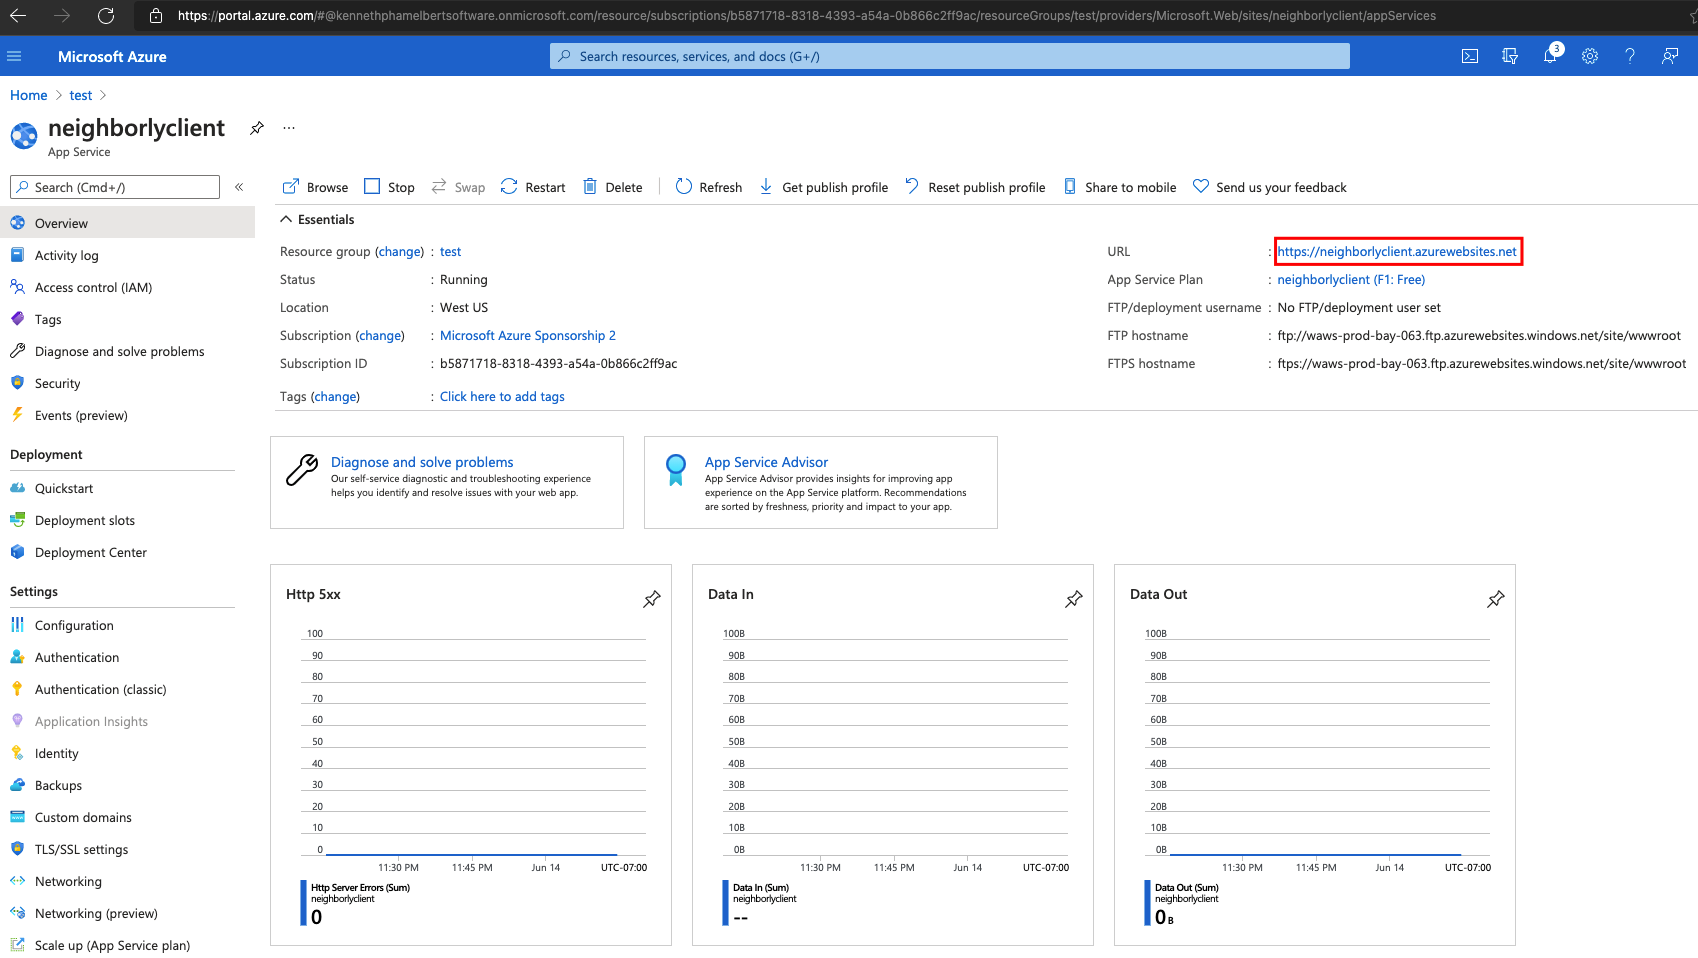 https://portal.azure.com/#@kennethphamelbertsoftware.onmicrosoft.com/resource/subscriptions/b5871718-8318-4393-a54a-0b866c2ff9ac/resourceGroups/test/providers/Microsoft.Web/sites/neighborlyclient/appServices
Microsoft Azure
Search resources, services, and docs (G+/)
3
Home > test >
neighborlyclient
App Service
Search (Cmd+/)
Browse Stop Swap Restart Delete Refresh Get publish profile Reset publish profile Share to mobile Send us your feedback
Overview
Activity log
Access control (IAM)
Tags
Diagnose and solve problems
Security
Events (preview)
Deployment
Quickstart
Deployment slots
Deployment Center
Settings
Configuration
Authentication
Authentication (classic)
Application Insights
Identity
Backups
Custom domains
TLS/SSL settings
Networking
Networking (preview)
Scale up (App Service plan)
Essentials
Resource group (change) : test
Status : Running
Location : West US
Subscription (change) : Microsoft Azure Sponsorship 2
Subscription ID : b5871718-8318-4393-a54a-0b866c2ff9ac
Tags (change) : Click here to add tags
URL : https://neighborlyclient.azurewebsites.net
App Service Plan : neighborlyclient (F1: Free)
FTP/deployment username : No FTP/deployment user set
FTP hostname : ftp://waws-prod-bay-063.ftp.azurewebsites.windows.net/site/wwwroot
FTPS hostname : ftps://waws-prod-bay-063.ftp.azurewebsites.windows.net/site/wwwroot
Diagnose and solve problems
Our self-service diagnostic and troubleshooting experience
helps you identify and resolve issues with your web app.
App Service Advisor
App Service Advisor provides insights for improving app
experience on the App Service platform. Recommendations
are sorted by freshness, priority and impact to your app.
Http 5xx
100
90
80
70
60
50
40
30
20
10
0
11:30 PM 11:45 PM Jun 14 UTC-07:00
Http Server Errors (Sum)
neighborlyclient
0
Data In
100B
90B
80B
70B
60B
50B
40B
30B
20B
10B
0B
11:30 PM 11:45 PM Jun 14 UTC-07:00
Data In (Sum)
neighborlyclient
--
Data Out
100B
90B
80B
70B
60B
50B
40B
30B
20B
10B
0B
11:30 PM 11:45 PM Jun 14 UTC-07:00
Data Out (Sum)
neighborlyclient
0 B